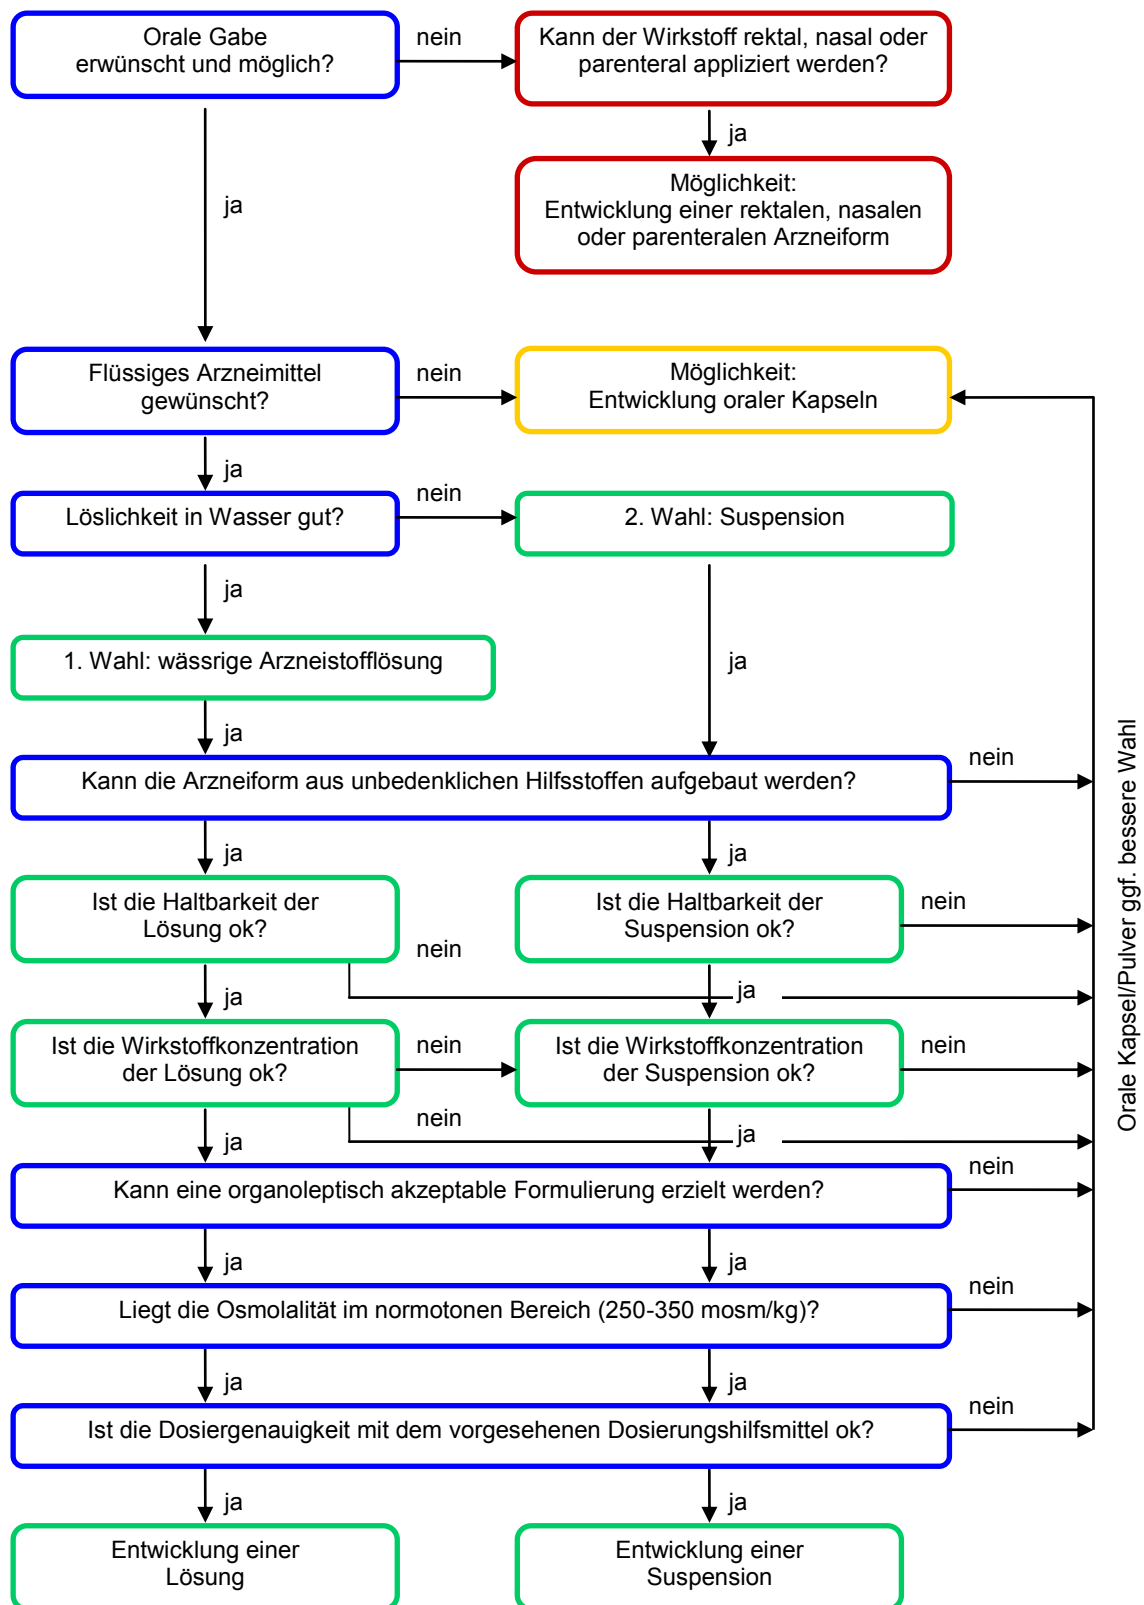 Orale Gabe
erwünscht und möglich?
nein
Kann der Wirkstoff rektal, nasal oder
parenteral appliziert werden?
ja
ja
Möglichkeit:
Entwicklung einer rektalen, nasalen
oder parenteralen Arzneiform
Flüssiges Arzneimittel
gewünscht?
nein
Möglichkeit:
Entwicklung oraler Kapseln
ja
Löslichkeit in Wasser gut?
nein
2. Wahl: Suspension
ja
1. Wahl: wässrige Arzneistofflösung
ja
ja
Kann die Arzneiform aus unbedenklichen Hilfsstoffen aufgebaut werden?
nein
ja
ja
Ist die Haltbarkeit der
Lösung ok?
nein
Ist die Haltbarkeit der
Suspension ok?
nein
ja
ja
Ist die Wirkstoffkonzentration
der Lösung ok?
nein
Ist die Wirkstoffkonzentration
der Suspension ok?
nein
nein
ja
ja
Kann eine organoleptisch akzeptable Formulierung erzielt werden?
nein
ja
ja
Liegt die Osmolalität im normotonen Bereich (250-350 mosm/kg)?
nein
ja
ja
Ist die Dosiergenauigkeit mit dem vorgesehenen Dosierungshilfsmittel ok?
nein
ja
ja
Entwicklung einer
Lösung
Entwicklung einer
Suspension
Orale Kapsel/Pulver ggf. bessere Wahl